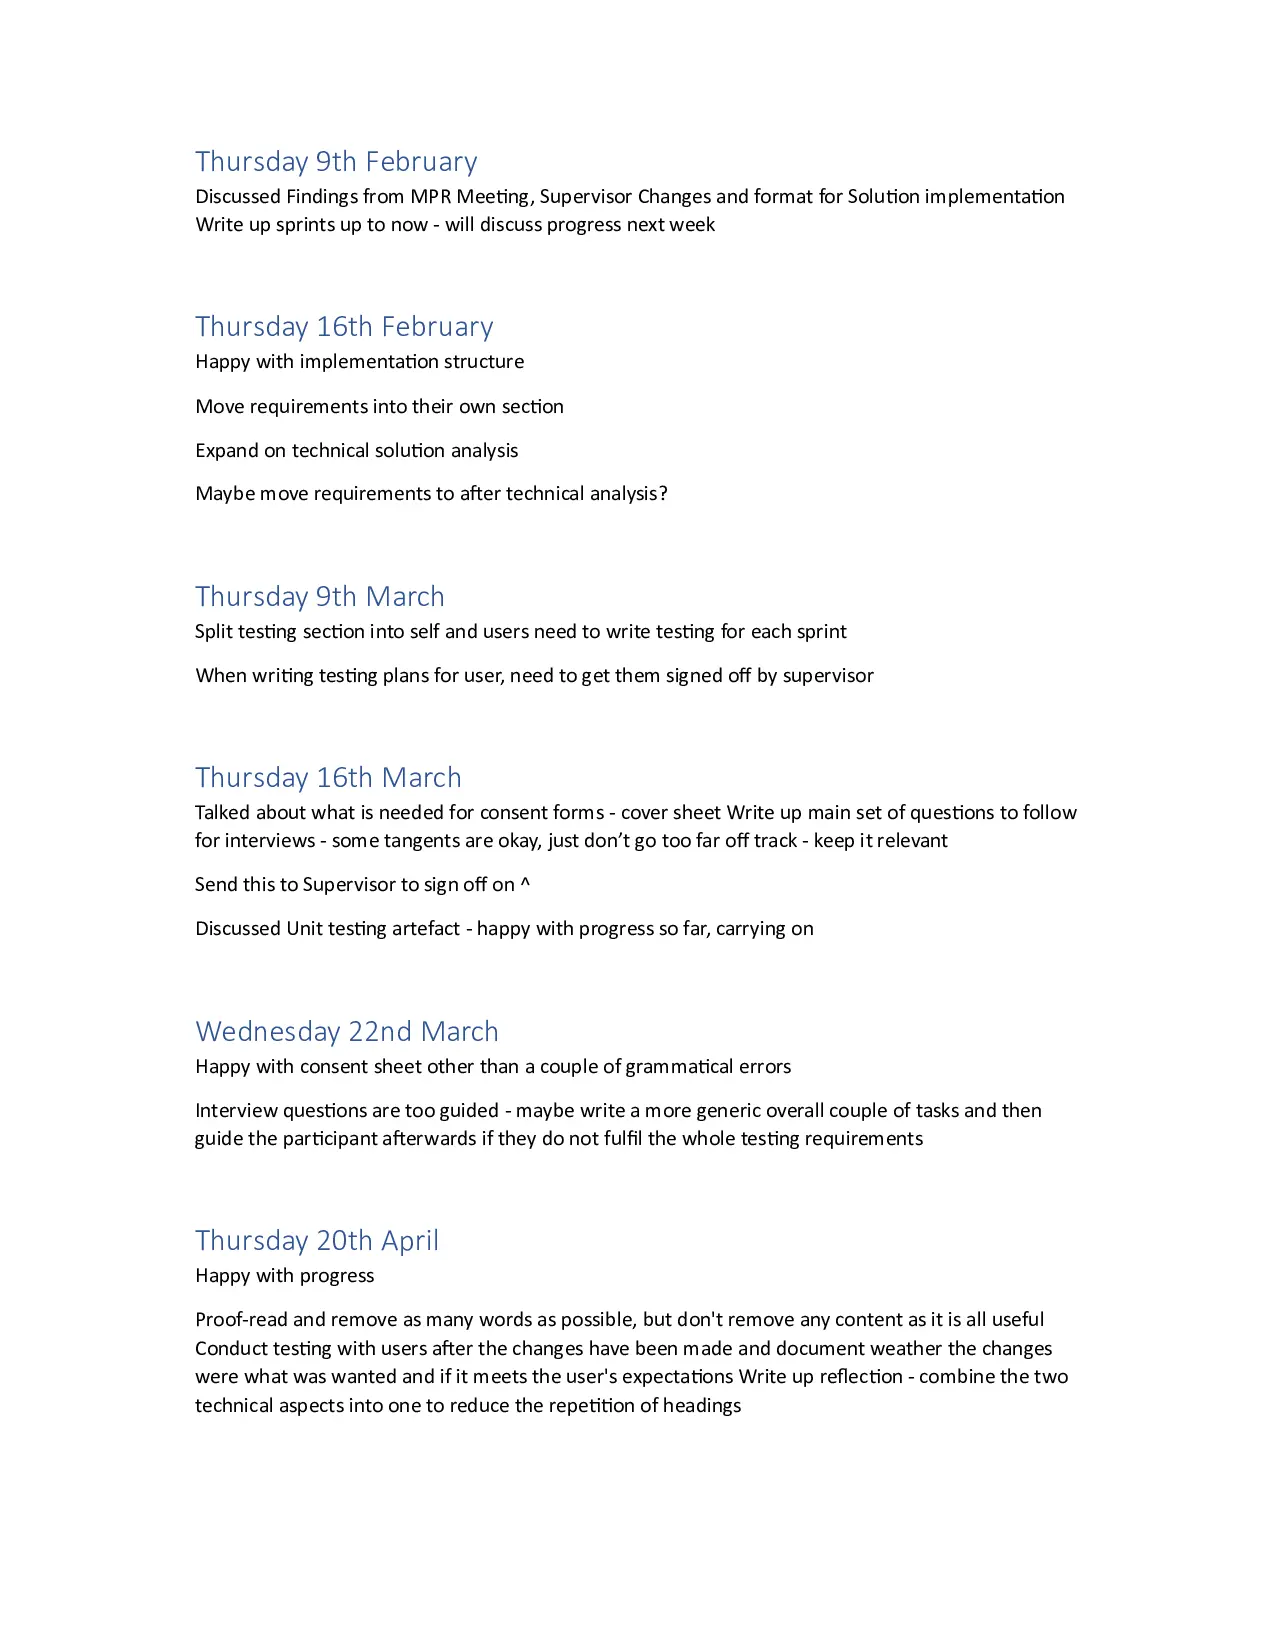 Thursday 9th February
Discussed Findings from MPR Meeting, Supervisor Changes and format for Solution implementation
Write up sprints up to now - will discuss progress next week
Thursday 16th February
Happy with implementation structure
Move requirements into their own section
Expand on technical solution analysis
Maybe move requirements to after technical analysis?
Thursday 9th March
Split testing section into self and users need to write testing for each sprint
When writing testing plans for user, need to get them signed off by supervisor
Thursday 16th March
Talked about what is needed for consent forms - cover sheet Write up main set of questions to follow
for interviews - some tangents are okay, just don’t go too far off track - keep it relevant
Send this to Supervisor to sign off on ^
Discussed Unit testing artefact - happy with progress so far, carrying on
Wednesday 22nd March
Happy with consent sheet other than a couple of grammatical errors
Interview questions are too guided - maybe write a more generic overall couple of tasks and then
guide the participant afterwards if they do not fulfil the whole testing requirements
Thursday 20th April
Happy with progress
Proof-read and remove as many words as possible, but don't remove any content as it is all useful
Conduct testing with users after the changes have been made and document weather the changes
were what was wanted and if it meets the user's expectations Write up reflection - combine the two
technical aspects into one to reduce the repetition of headings